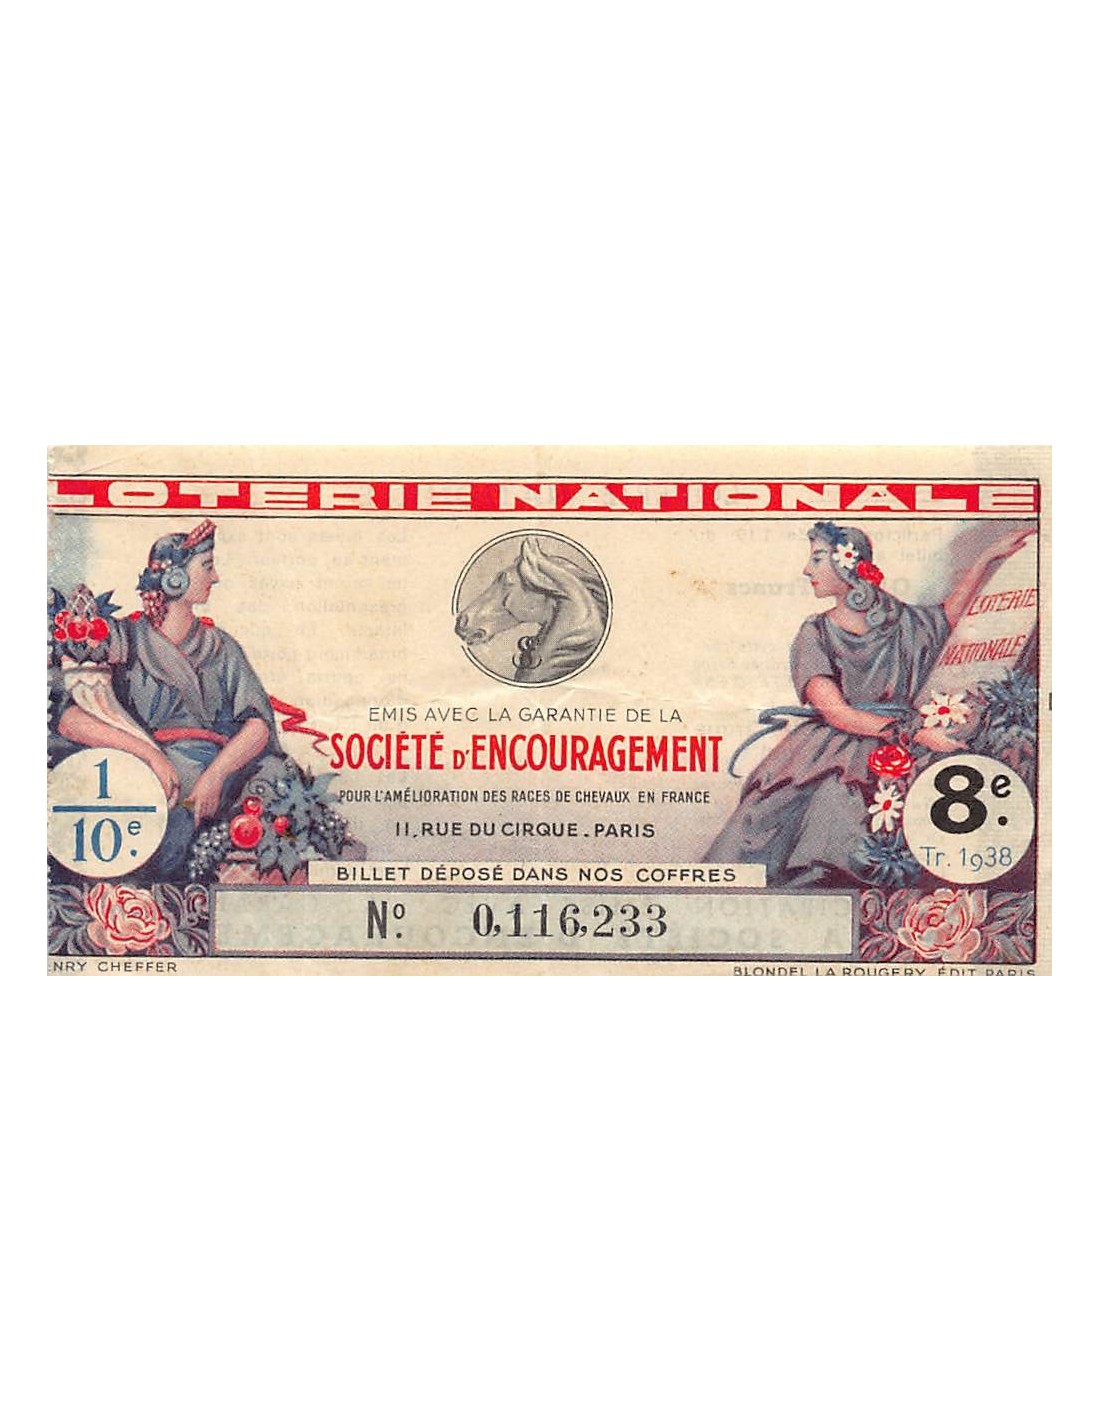 LOTERIE NATIONALE
LOTERIE
NATIONALE
EMIS AVEC LA GARANTIE DE LA
SOCIÉTÉ D'ENCOURAGEMENT
POUR L'AMÉLIORATION DES RACES DE CHEVAUX EN FRANCE
11, RUE DU CIRQUE. PARIS
1
10e.
8e.
Tr. 1938
BILLET DÉPOSÉ DANS NOS COFFRES
No. 0,116,233
NRY CHEFFER
BLONDEL LA ROUGERY, ÉDIT PARIS